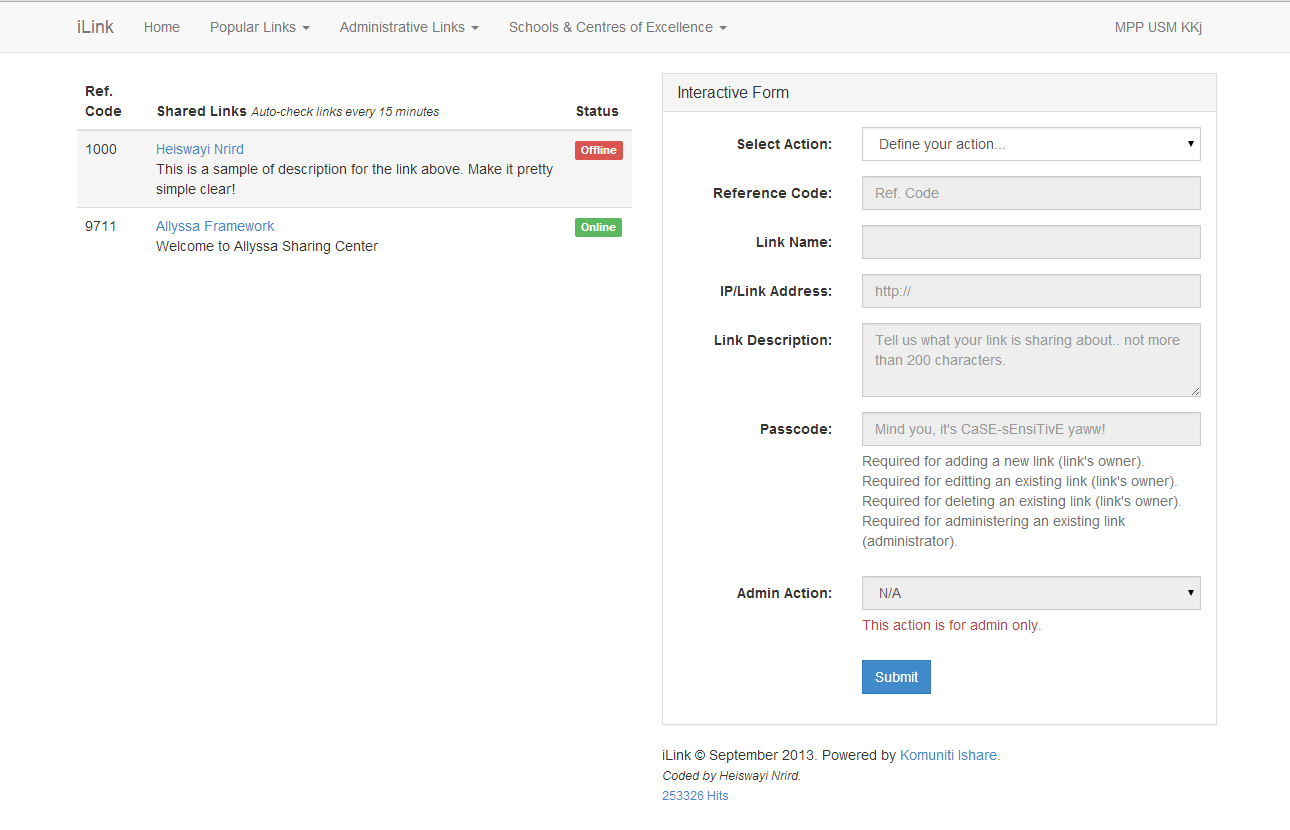 iLink Home Popular Links Administrative Links Schools & Centres of Excellence MPP USM KKj
Ref.
Code Shared Links Auto-check links every 15 minutes Status
1000 Heiswayi Nrird Offline
This is a sample of description for the link above. Make it pretty
simple clear!
9711 Allyssa Framework Online
Welcome to Allyssa Sharing Center
Interactive Form
Select Action: Define your action...
Reference Code: Ref. Code
Link Name:
IP/Link Address: http://
Link Description: Tell us what your link is sharing about.. not more
than 200 characters.
Passcode: Mind you, it's CaSE-sEnsiTivE yaww!
Required for adding a new link (link's owner).
Required for editting an existing link (link's owner).
Required for deleting an existing link (link's owner).
Required for administering an existing link
(administrator).
Admin Action: N/A
This action is for admin only.
Submit
iLink © September 2013. Powered by Komuniti Ishare.
Coded by Heiswayi Nrird.
253326 Hits